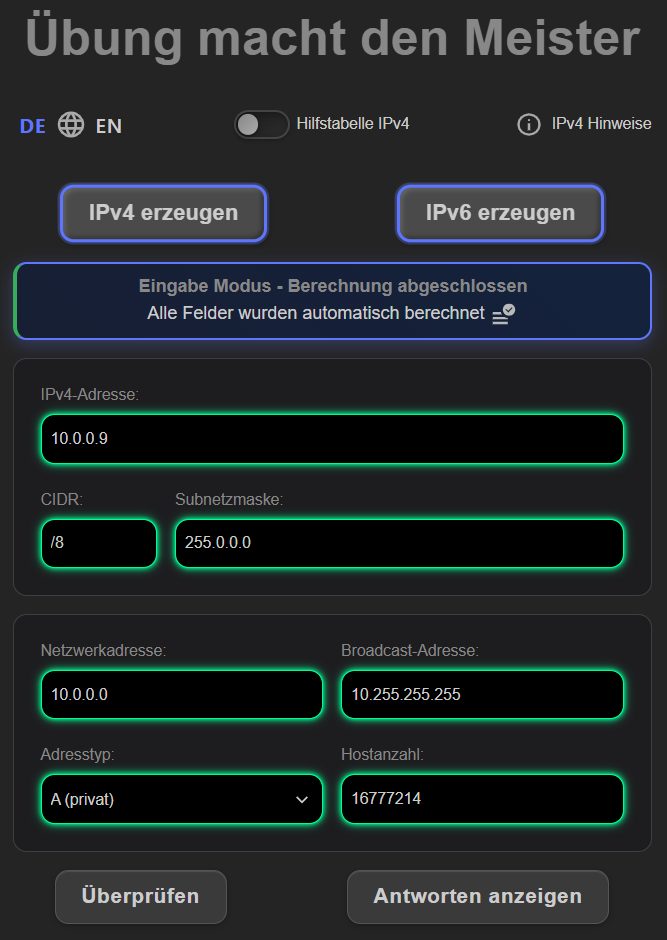 Übung macht den Meister
DE EN
Hilfstabelle IPv4
IPv4 Hinweise
IPv4 erzeugen
IPv6 erzeugen
Eingabe Modus - Berechnung abgeschlossen
Alle Felder wurden automatisch berechnet
IPv4-Adresse:
10.0.0.9
CIDR:
Subnetzmaske:
/8
255.0.0.0
Netzwerkadresse:
Broadcast-Adresse:
10.0.0.0
10.255.255.255
Adresstyp:
Hostanzahl:
A (privat)
16777214
Überprüfen
Antworten anzeigen